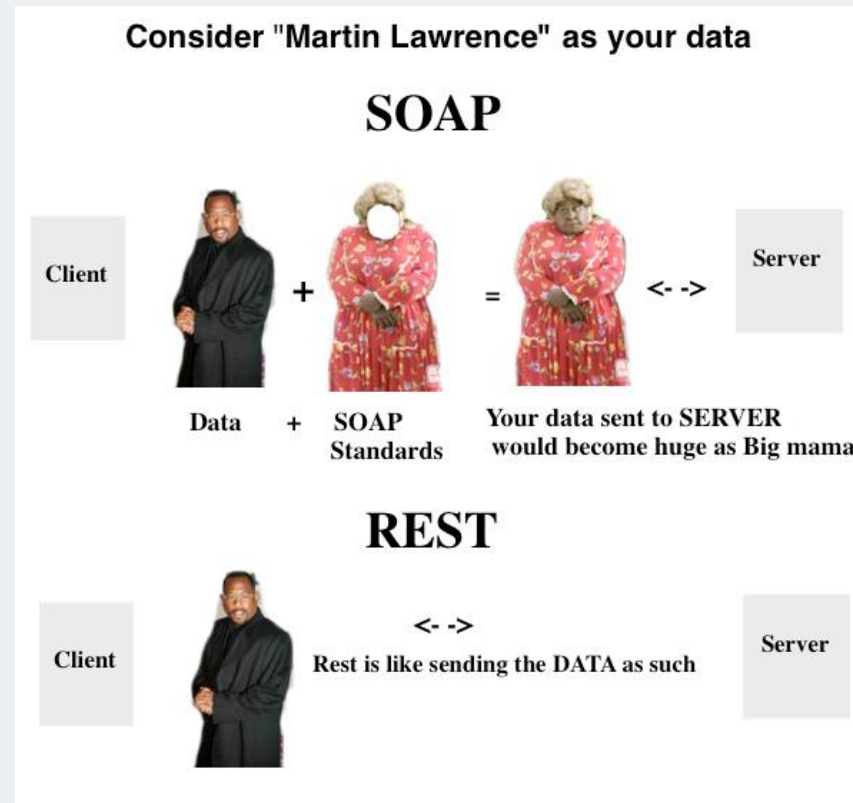 Consider "Martin Lawrence" as your data
SOAP
Client
+
=
<- ->
Server
Data + SOAP
Standards
Your data sent to SERVER
would become huge as Big mama
REST
Client
<- ->
Rest is like sending the DATA as such
Server